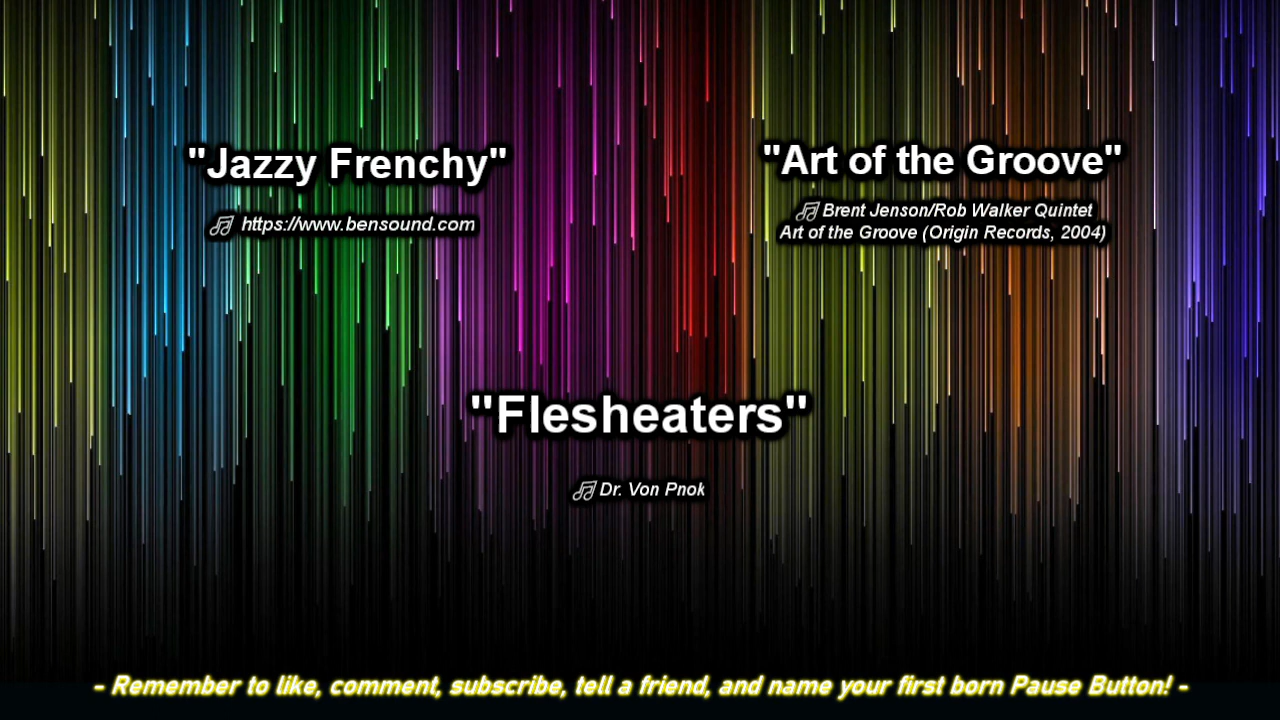 "Jazzy Frenchy"
https://www.bensound.com
"Art of the Groove"
Brent Jenson/Rob Walker Quintet
Art of the Groove (Origin Records, 2004)
"Flesheaters"
Dr. Von Pnok
- Remember to like, comment, subscribe, tell a friend, and name your first born Pause Button! -